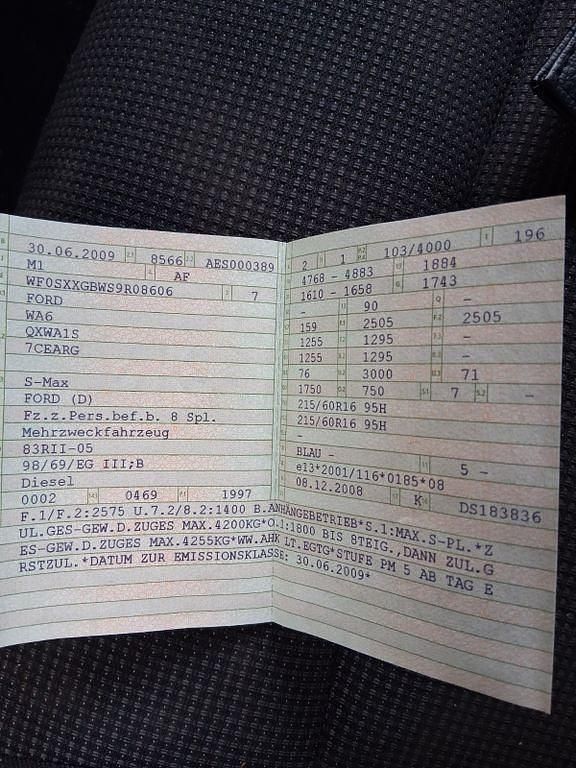 30.06.2009 8566 AES000389
M1 AF
WF0SXXGBWS9R08606 7
FORD
WA6
QXWA1S
7CEARG
S-Max
FORD (D)
Fz.z.Pers.bef.b. 8 Spl.
Mehrzweckfahrzeug
83RII-05
98/69/EG III;B
Diesel
0002 0469 1997
2 1 103/4000 196
4768 - 4883 1884
1610 - 1658 1743
- 90 -
159 2505 2505
1255 1295 -
1255 1295 -
76 3000 71
1750 750 7 -
215/60R16 95H
215/60R16 95H
-
BLAU - 5 -
e13*2001/116*0185*08
08.12.2008 K DS183836
F.1/F.2:2575 U.7.2/8.2:1400 B.ANHÄNGEBETRIEB*S.1:MAX.S-PL.*Z
UL.GES-GEW.D.ZUGES MAX.4200KG*O.1:1800 BIS 8%STEIG.,DANN ZUL.G
ES-GEW.D.ZUGES MAX.4255KG*WW.AHK LT.EGTG*STUFE PM 5 AB TAG E
RSTZUL.*DATUM ZUR EMISSIONSKLASSE: 30.06.2009*